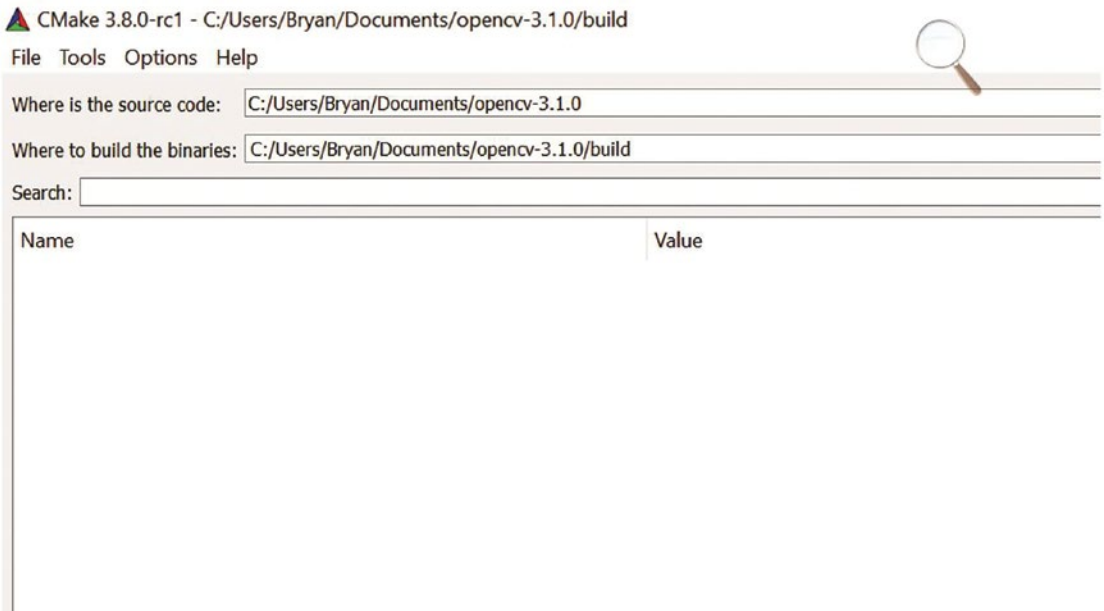 CMake 3.8.0-rc1 - C:/Users/Bryan/Documents/opencv-3.1.0/build
File Tools Options Help
Where is the source code: C:/Users/Bryan/Documents/opencv-3.1.0
Where to build the binaries: C:/Users/Bryan/Documents/opencv-3.1.0/build
Search:
Name Value